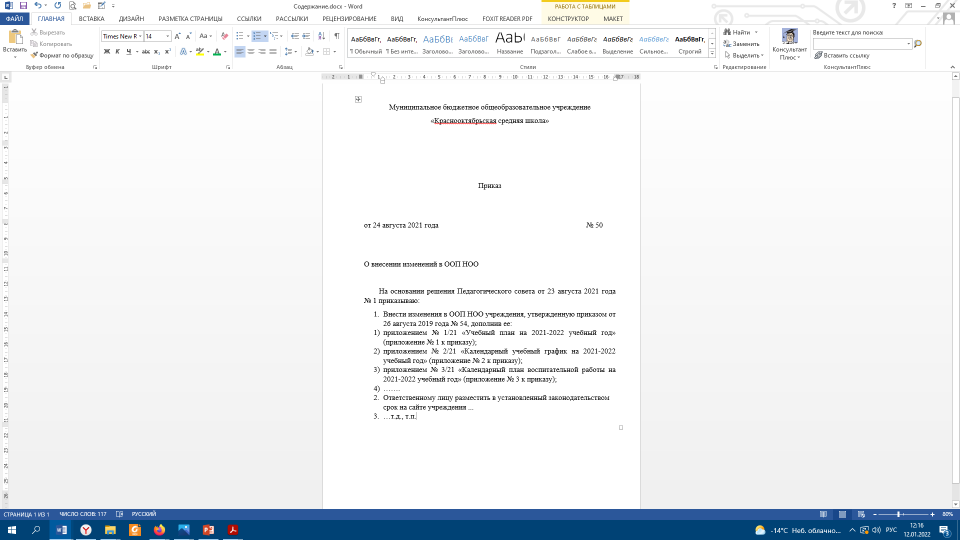 Содержание.docx - Word
РАБОТА С ТАБЛИЦАМИ
ФАЙЛ ГЛАВНАЯ ВСТАВКА ДИЗАЙН РАЗМЕТКА СТРАНИЦЫ ССЫЛКИ РАССЫЛКИ РЕЦЕНЗИРОВАНИЕ ВИД КонсультантПлюс FOXIT READER PDF КОНСТРУКТОР МАКЕТ
Вставить
Вырезать
Копировать
Формат по образцу
Буфер обмена
Times New R 14
Шрифт
Абзац
АаБбВвГг, АаБбВвГг, АаБбВвГ АаБбВвГ АаБбВ АаБбВвГ АаБбВвГг АаБбВвГг АаБбВвГг АаБбВвГг,
¶ Обычный ¶ Без инте... Заголово... Заголово... Название Подзагол... Слабое в... Выделение Сильное... Строгий
Стили
Найти
Заменить
Выделить
Редактирование
Консультант Плюс
Введите текст для поиска:
Вставить ссылку
КонсультантПлюс
Муниципальное бюджетное общеобразовательное учреждение
«Краснооктябрьская средняя школа»
Приказ
от 24 августа 2021 года № 50
О внесении изменений в ООП НОО
На основании решения Педагогического совета от 23 августа 2021 года
№ 1 приказываю:
1. Внести изменения в ООП НОО учреждения, утвержденную приказом от
26 августа 2019 года № 54, дополнив ее:
1) приложением № 1/21 «Учебный план на 2021-2022 учебный год»
(приложение № 1 к приказу);
2) приложением № 2/21 «Календарный учебный график на 2021-2022
учебный год» (приложение № 2 к приказу);
3) приложением № 3/21 «Календарный план воспитательной работы на
2021-2022 учебный год» (приложение № 3 к приказу);
4) …….
2. Ответственному лицу разместить в установленный законодательством
срок на сайте учреждения ...
3. …т.д., т.п.
СТРАНИЦА 1 ИЗ 1 ЧИСЛО СЛОВ: 117 РУССКИЙ
80%
-14°C Неб. облачно... РУС 12:16
12.01.2022